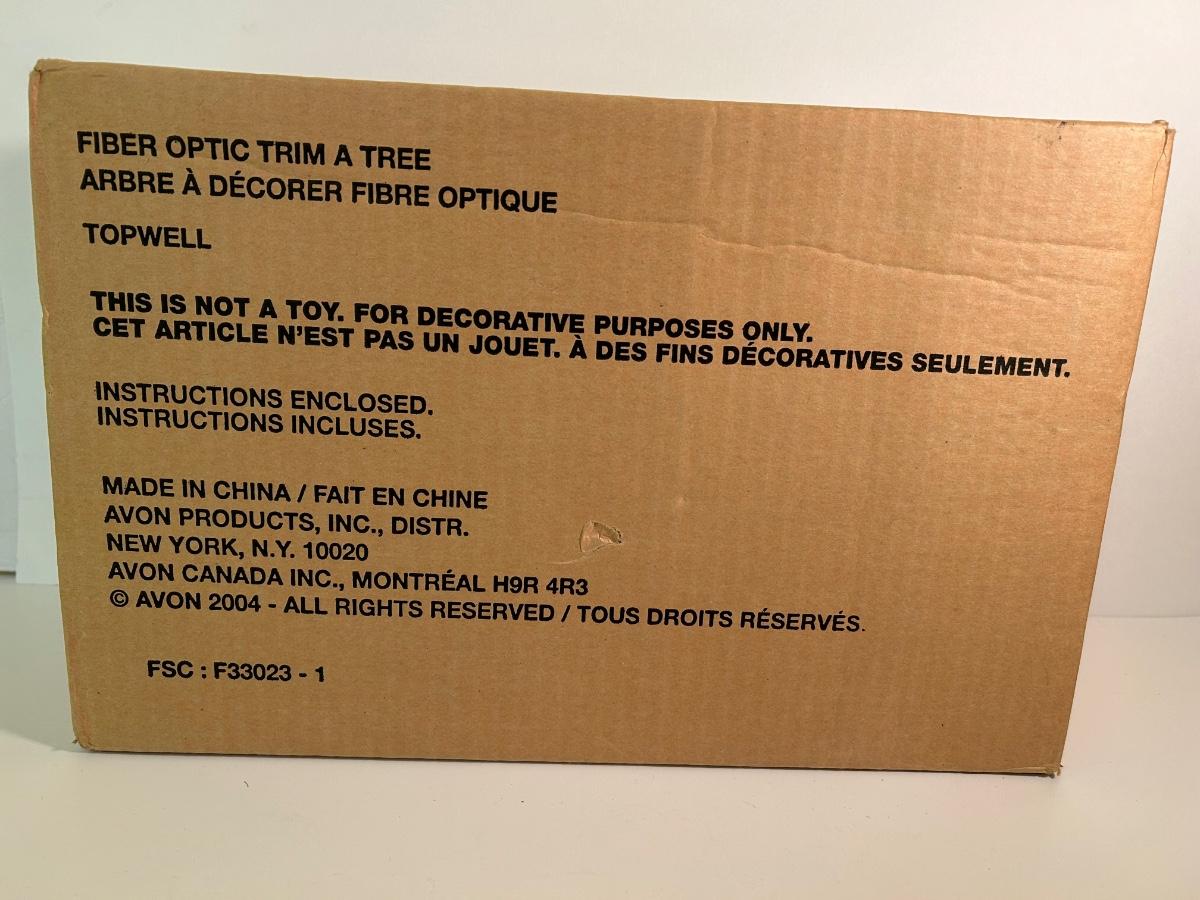 FIBER OPTIC TRIM A TREE
ARBRE À DÉCORER FIBRE OPTIQUE
TOPWELL
THIS IS NOT A TOY. FOR DECORATIVE PURPOSES ONLY.
CET ARTICLE N'EST PAS UN JOUET. À DES FINS DÉCORATIVES SEULEMENT.
INSTRUCTIONS ENCLOSED.
INSTRUCTIONS INCLUSES.
MADE IN CHINA / FAIT EN CHINE
AVON PRODUCTS, INC., DISTR.
NEW YORK, N.Y. 10020
AVON CANADA INC., MONTRÉAL H9R 4R3
© AVON 2004 - ALL RIGHTS RESERVED / TOUS DROITS RÉSERVÉS.
FSC : F33023 - 1